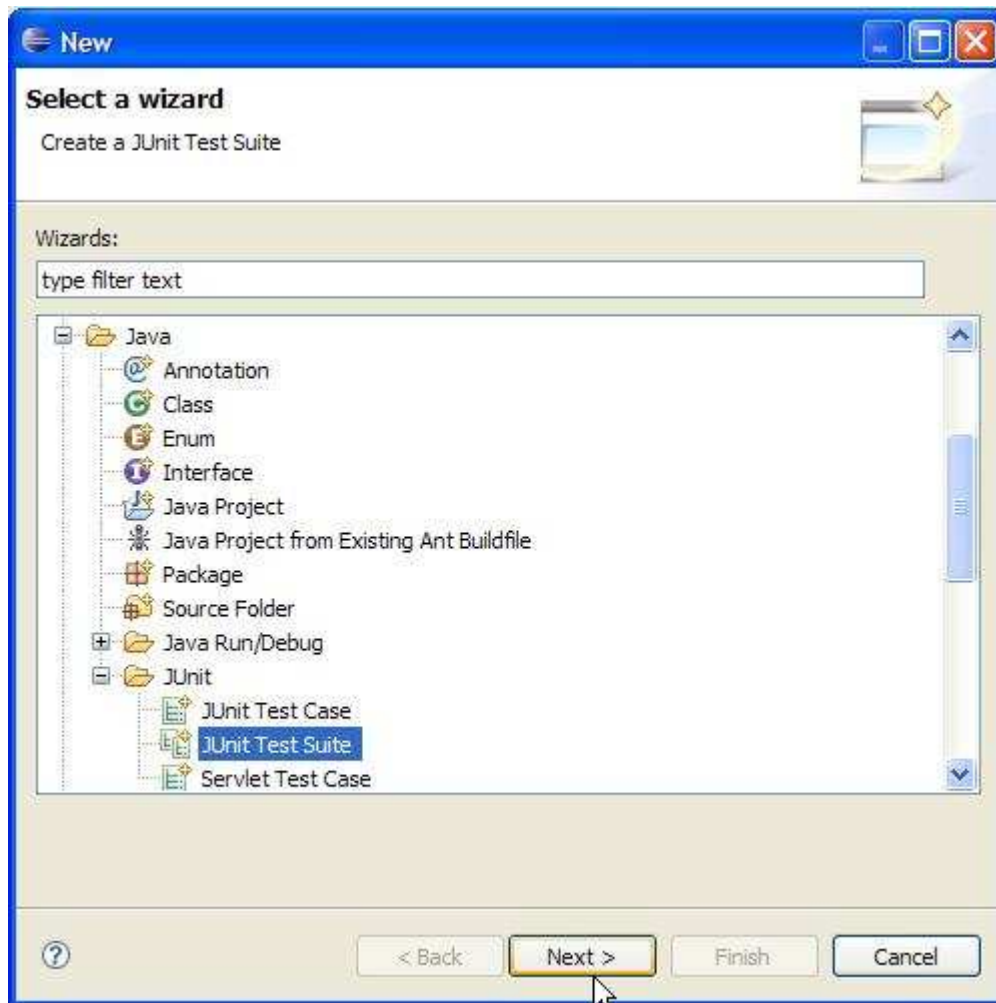 New
Select a wizard
Create a JUnit Test Suite
Wizards:
type filter text
Java
Annotation
Class
Enum
Interface
Java Project
Java Project from Existing Ant Buildfile
Package
Source Folder
Java Run/Debug
JUnit
JUnit Test Case
JUnit Test Suite
Servlet Test Case
? < Back Next > Finish Cancel